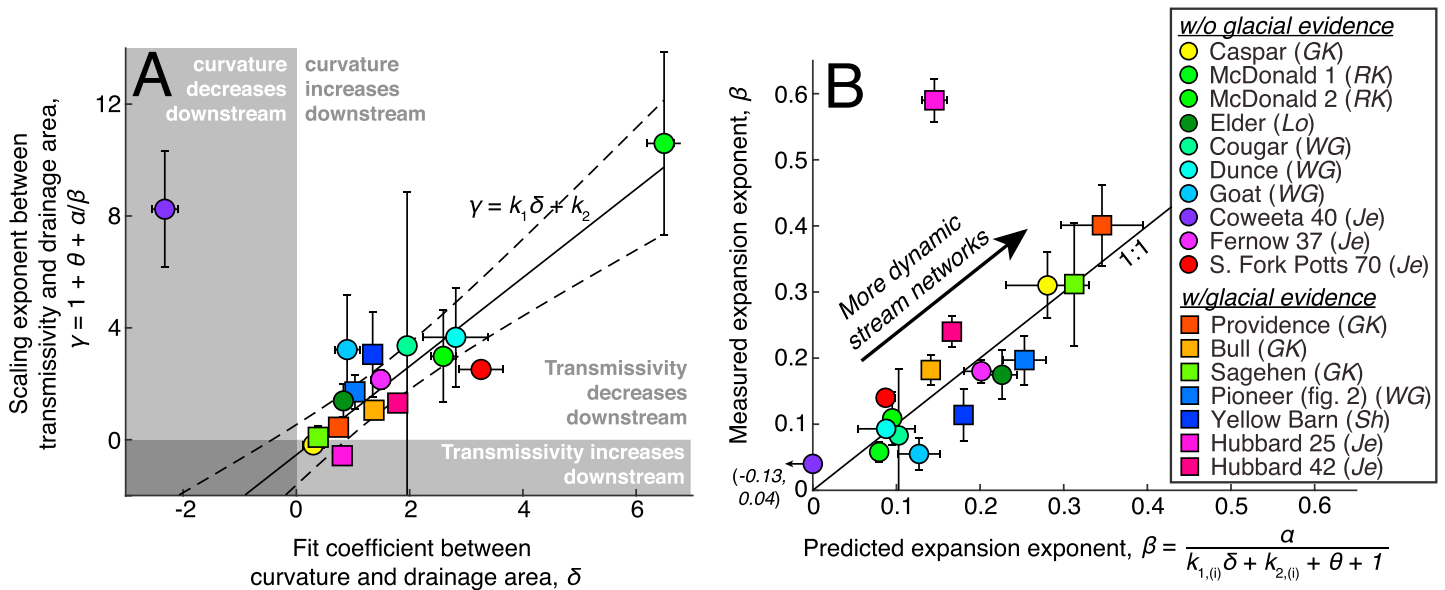 A
curvature
decreases
downstream
curvature
increases
downstream
12
8
4
0
γ = k1δ + k2
Transmissivity
decreases
downstream
Transmissivity increases
downstream
-2
0
2
4
6
Scaling exponent between
transmissivity and drainage area,
γ = 1 + θ + α/β
Fit coefficient between
curvature and drainage area, δ
B
0.6
0.5
0.4
0.3
0.2
0.1
0
Measured expansion exponent, β
More dynamic
stream networks
1:1
(-0.13,
0.04)
0
0.1
0.2
0.3
0.4
0.5
0.6
Predicted expansion exponent, β = α
k1,(i)δ + k2,(i) + θ + 1
w/o glacial evidence
Caspar (GK)
McDonald 1 (RK)
McDonald 2 (RK)
Elder (Lo)
Cougar (WG)
Dunce (WG)
Goat (WG)
Coweeta 40 (Je)
Fernow 37 (Je)
S. Fork Potts 70 (Je)
w/glacial evidence
Providence (GK)
Bull (GK)
Sagehen (GK)
Pioneer (fig. 2) (WG)
Yellow Barn (Sh)
Hubbard 25 (Je)
Hubbard 42 (Je)